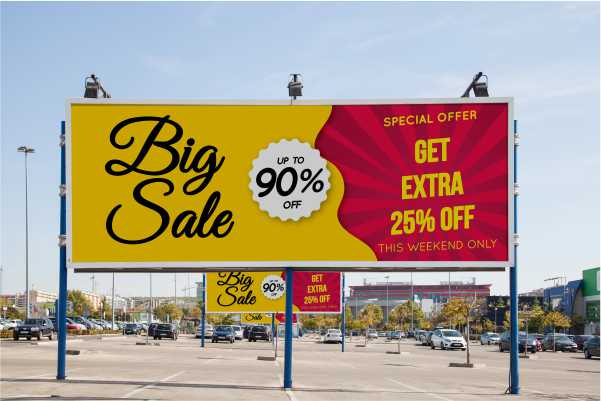 Big
Sale
UP TO
90%
OFF
SPECIAL OFFER
GET
EXTRA
25% OFF
THIS WEEKEND ONLY
Big
Sale
90%
GET
EXTRA
25% OFF